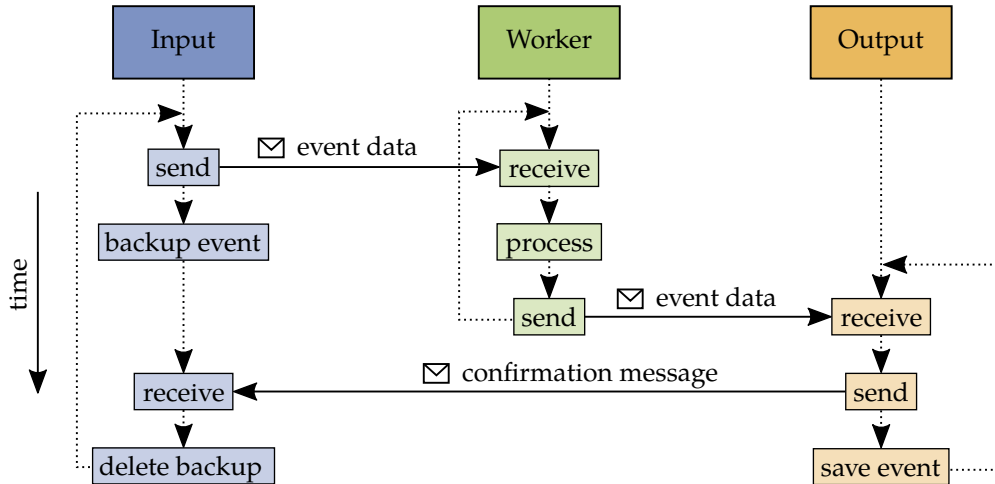 Input
Worker
Output
send
event data
receive
backup event
process
time
send
event data
receive
receive
confirmation message
send
delete backup
save event